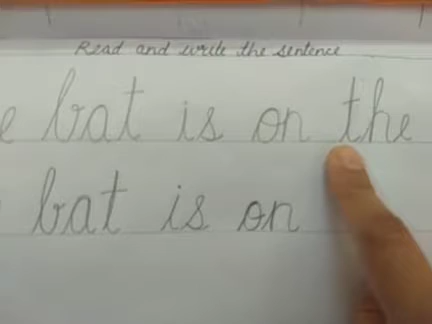 Read and write the sentence
e bat is on the
bat is on